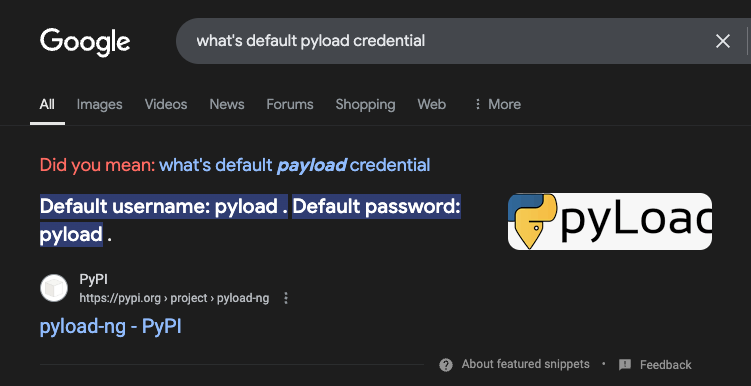 Google
what's default pyload credential
All Images Videos News Forums Shopping Web More
Did you mean: what's default payload credential
Default username: pyload . Default password:
pyload .
pyLoad
PyPI
https://pypi.org › project › pyload-ng
pyload-ng - PyPI
About featured snippets • Feedback